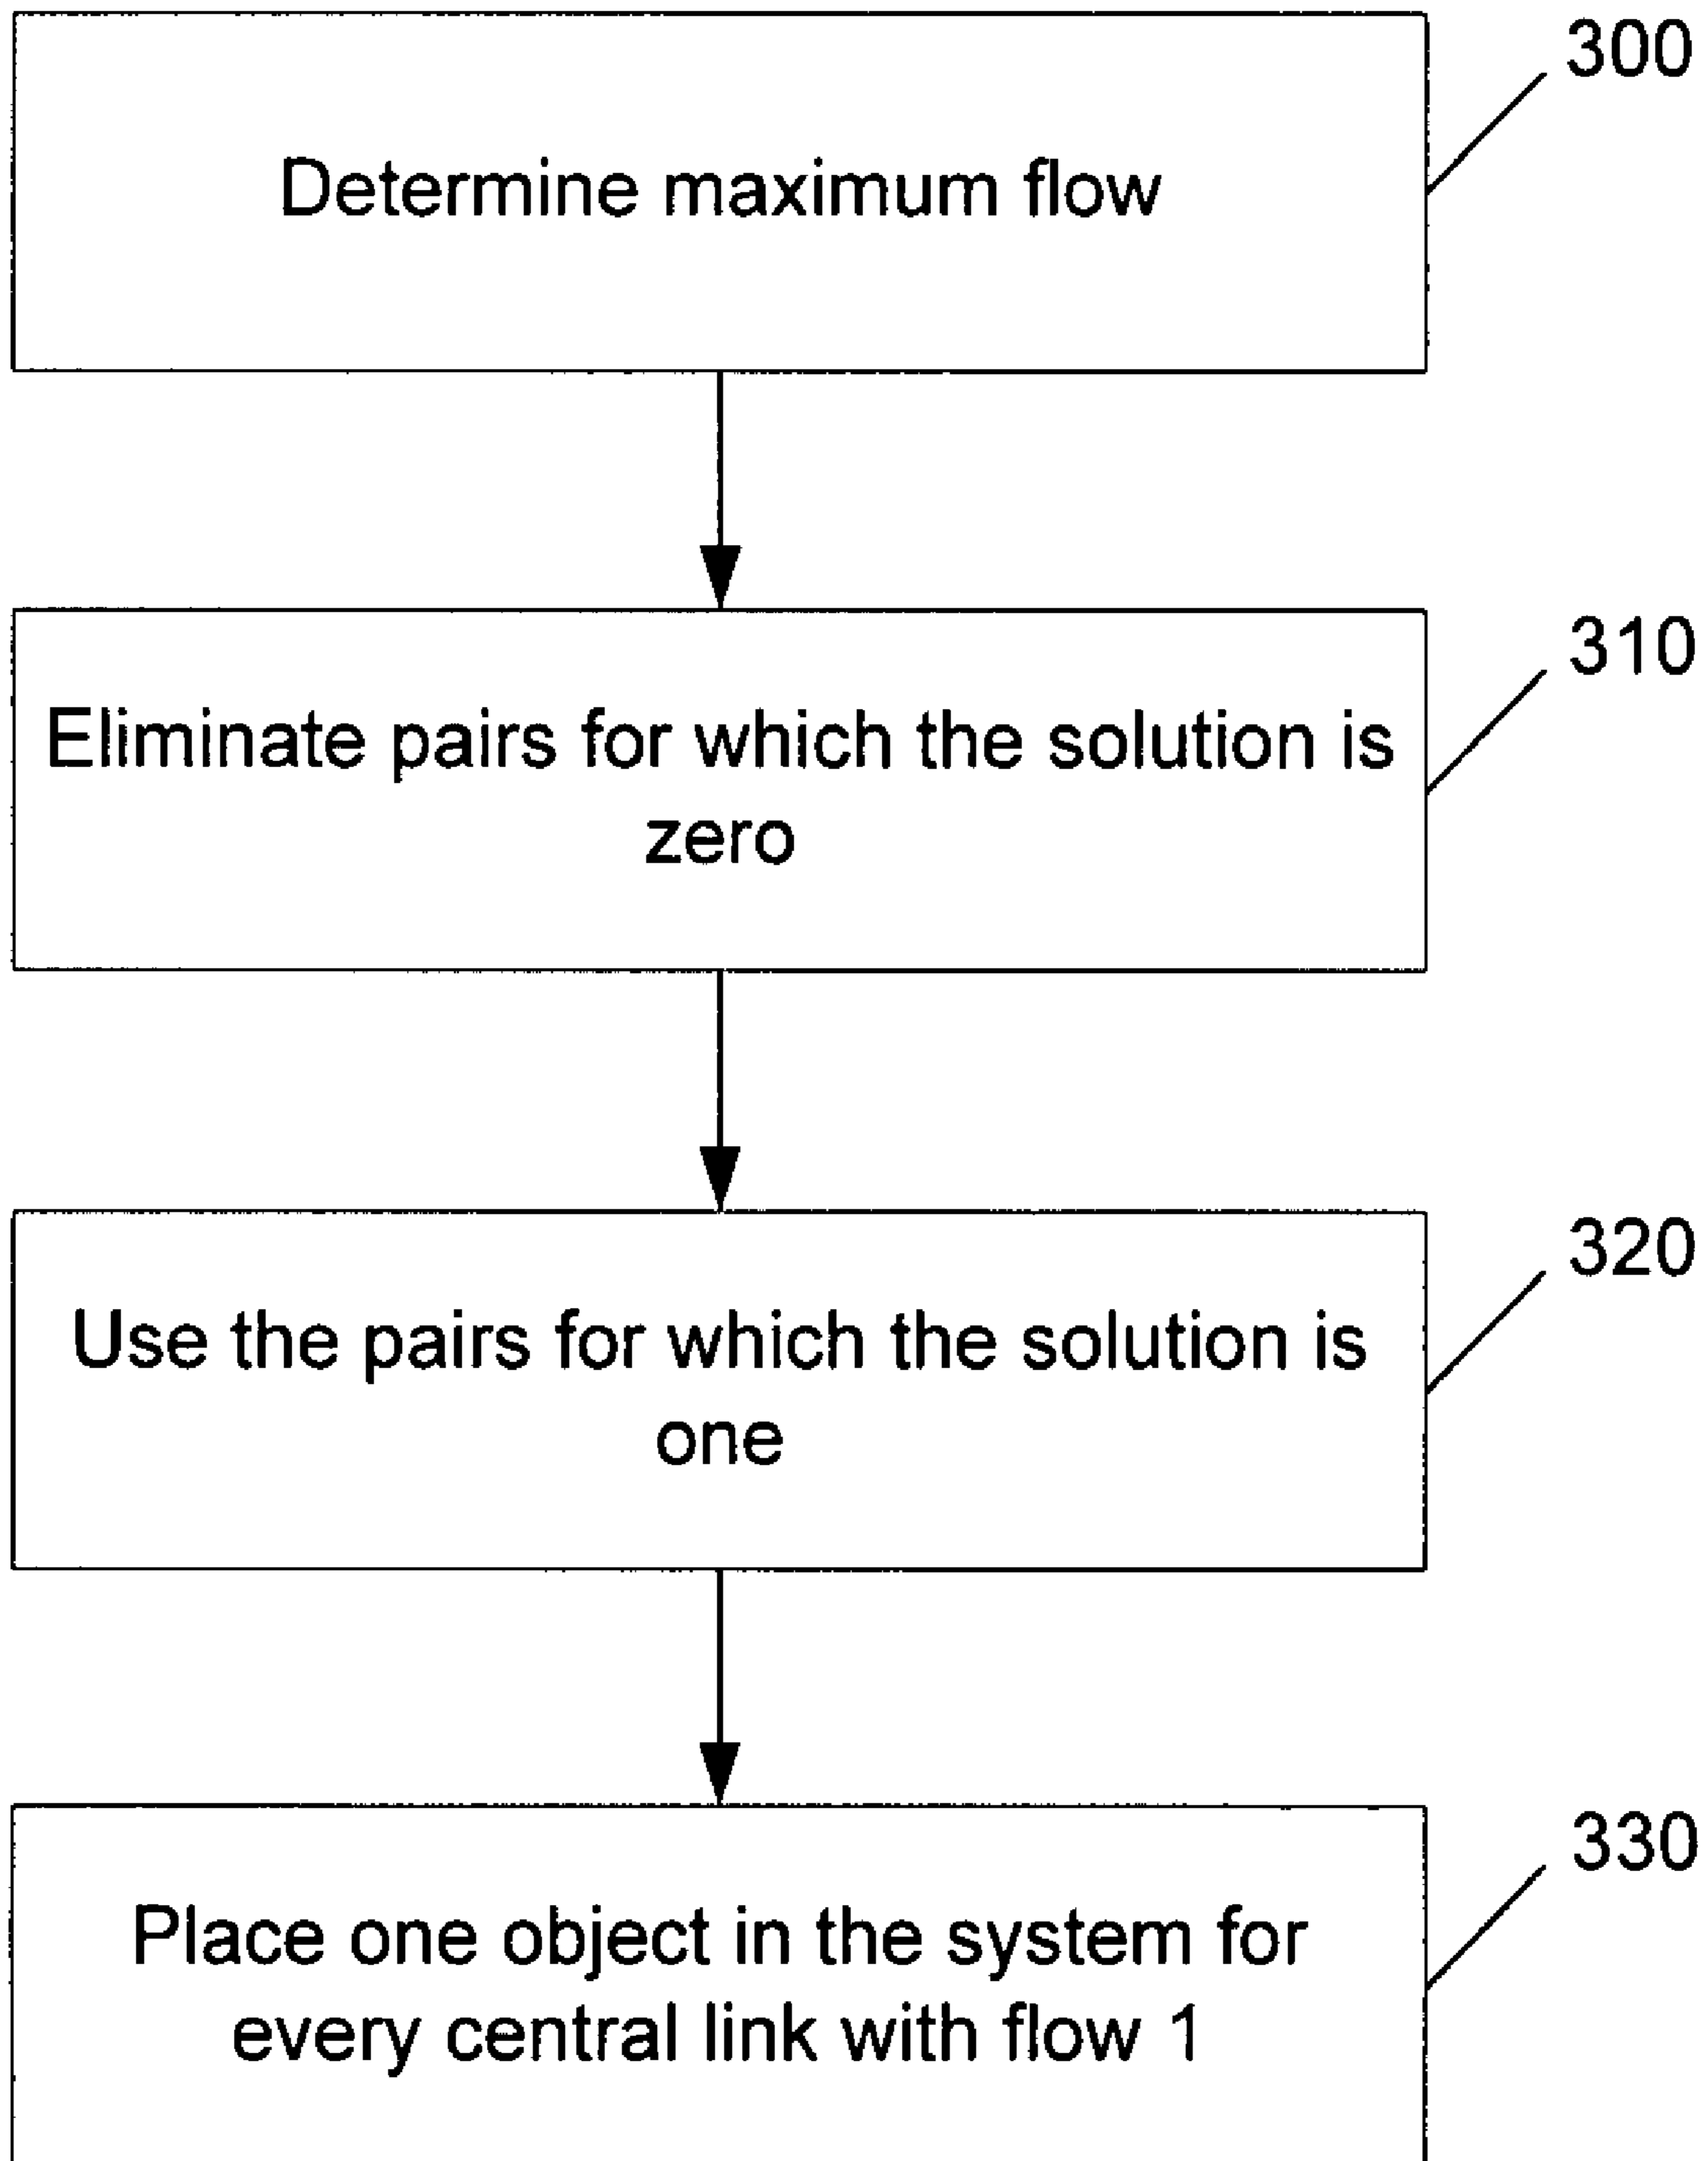 300
Determine maximum flow
310
Eliminate pairs for which the solution is
zero
320
Use the pairs for which the solution is
one
330
Place one object in the system for
every central link with flow 1